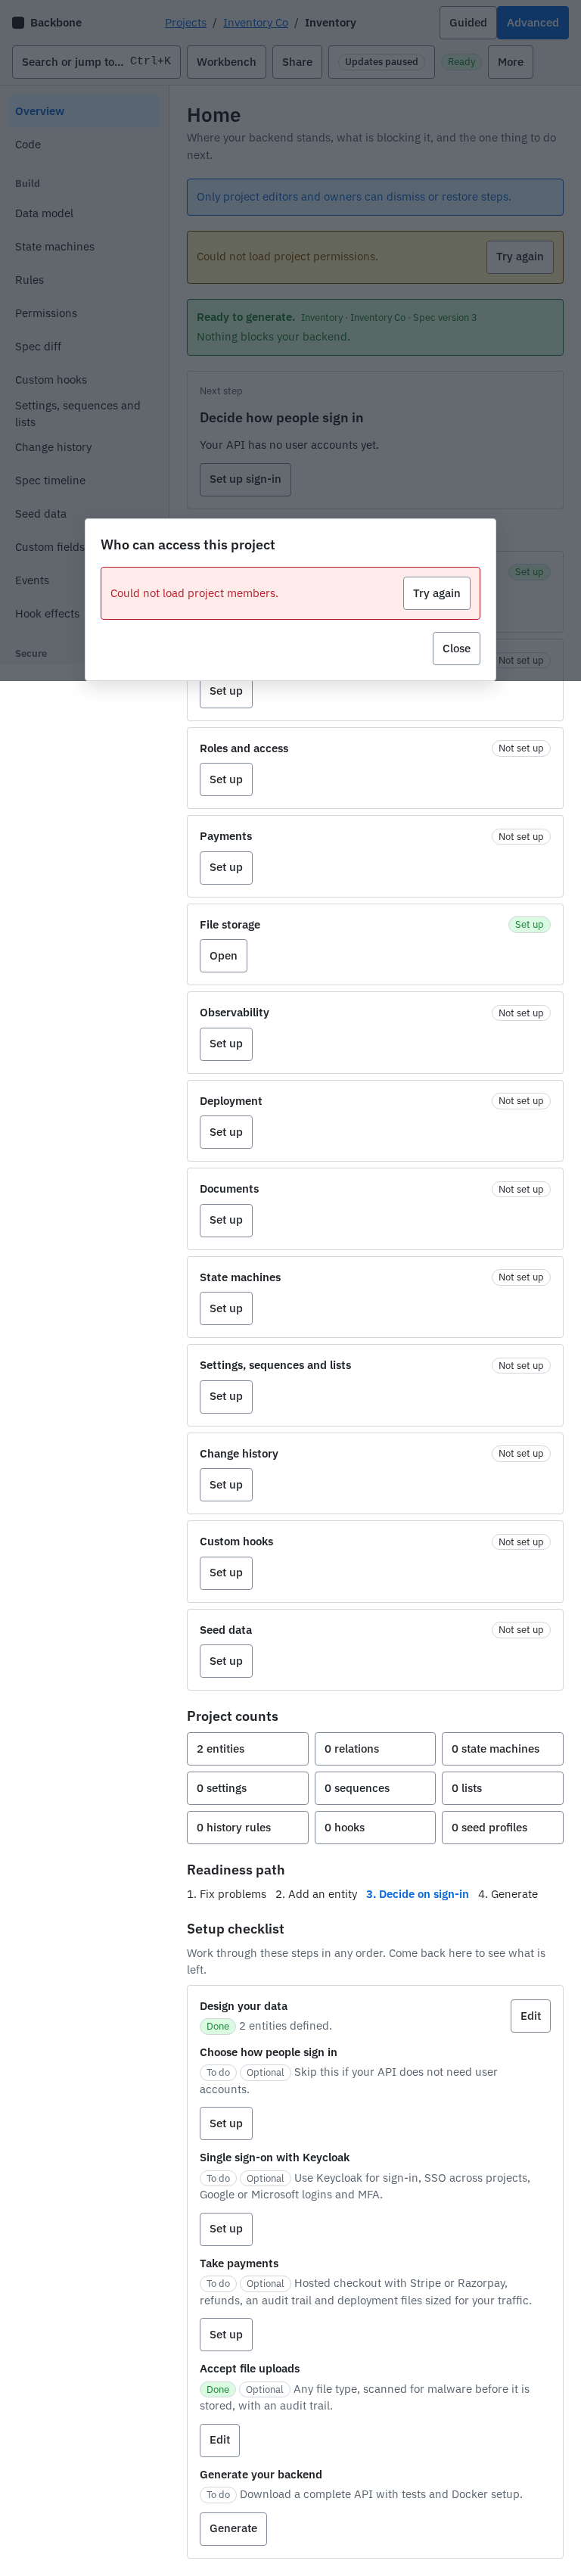 Backbone
Projects / Inventory Co / Inventory
Guided
Advanced
Search or jump to... Ctrl+K
Workbench
Share
Updates paused
Ready
More
Overview
Code
Build
Data model
State machines
Rules
Permissions
Spec diff
Custom hooks
Settings, sequences and
lists
Change history
Spec timeline
Seed data
Custom fields
Events
Hook effects
Secure
Home
Where your backend stands, what is blocking it, and the one thing to do
next.
Only project editors and owners can dismiss or restore steps.
Could not load project permissions.
Try again
Ready to generate. Inventory · Inventory Co · Spec version 3
Nothing blocks your backend.
Next step
Decide how people sign in
Your API has no user accounts yet.
Set up sign-in
Set up
Who can access this project
Could not load project members.
Try again
Close
Not set up
Set up
Roles and access
Not set up
Set up
Payments
Not set up
Set up
File storage
Set up
Open
Observability
Not set up
Set up
Deployment
Not set up
Set up
Documents
Not set up
Set up
State machines
Not set up
Set up
Settings, sequences and lists
Not set up
Set up
Change history
Not set up
Set up
Custom hooks
Not set up
Set up
Seed data
Not set up
Set up
Project counts
2 entities
0 relations
0 state machines
0 settings
0 sequences
0 lists
0 history rules
0 hooks
0 seed profiles
Readiness path
1. Fix problems 2. Add an entity 3. Decide on sign-in 4. Generate
Setup checklist
Work through these steps in any order. Come back here to see what is
left.
Design your data
Done 2 entities defined.
Edit
Choose how people sign in
To do Optional Skip this if your API does not need user
accounts.
Set up
Single sign-on with Keycloak
To do Optional Use Keycloak for sign-in, SSO across projects,
Google or Microsoft logins and MFA.
Set up
Take payments
To do Optional Hosted checkout with Stripe or Razorpay,
refunds, an audit trail and deployment files sized for your traffic.
Set up
Accept file uploads
Done Optional Any file type, scanned for malware before it is
stored, with an audit trail.
Edit
Generate your backend
To do Download a complete API with tests and Docker setup.
Generate